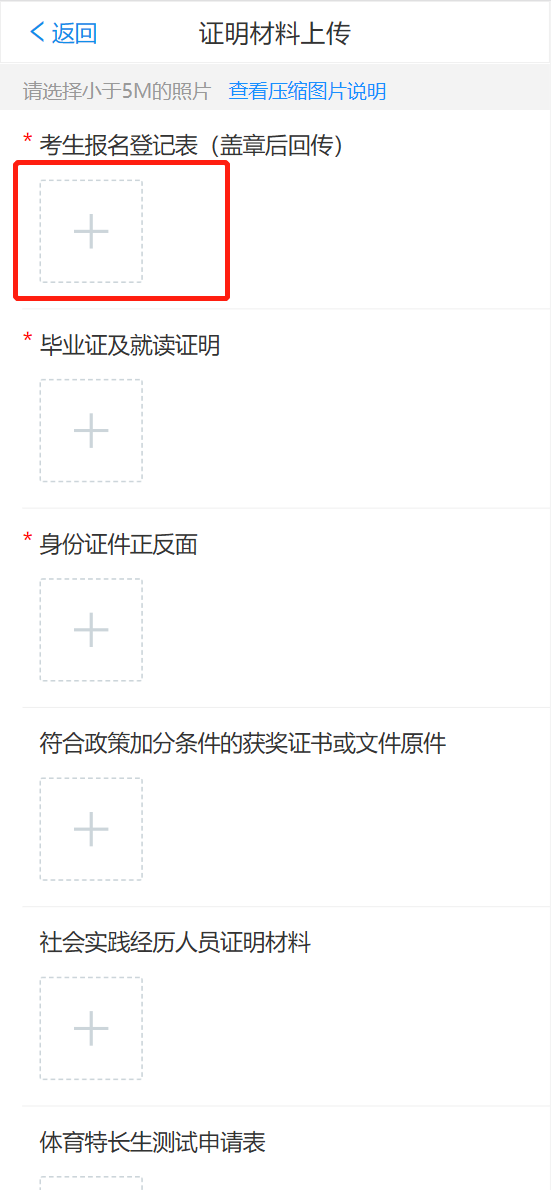 返回 证明材料上传
请选择小于5M的照片 查看压缩图片说明
* 考生报名登记表（盖章后回传）
* 毕业证及就读证明
* 身份证件正反面
符合政策加分条件的获奖证书或文件原件
社会实践经历人员证明材料
体育特长生测试申请表